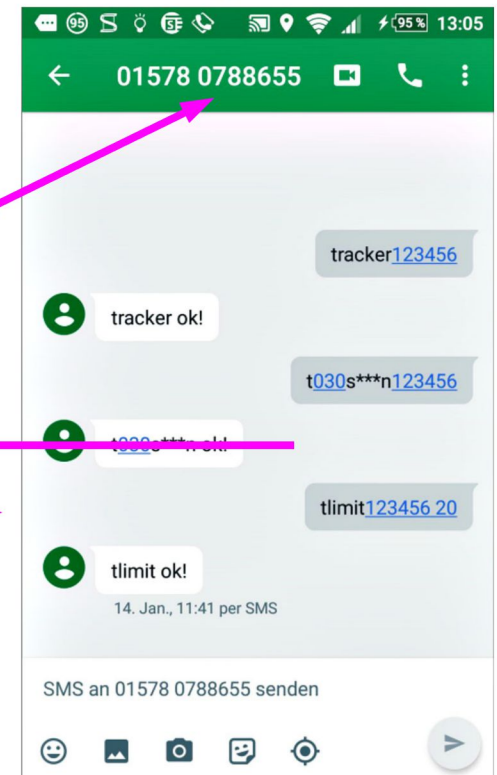 95 95% 13:05
01578 0788655
tracker123456
tracker ok!
t030s***n123456
t030s***n ok!
tlimit123456 20
tlimit ok!
14. Jan., 11:41 per SMS
SMS an 01578 0788655 senden